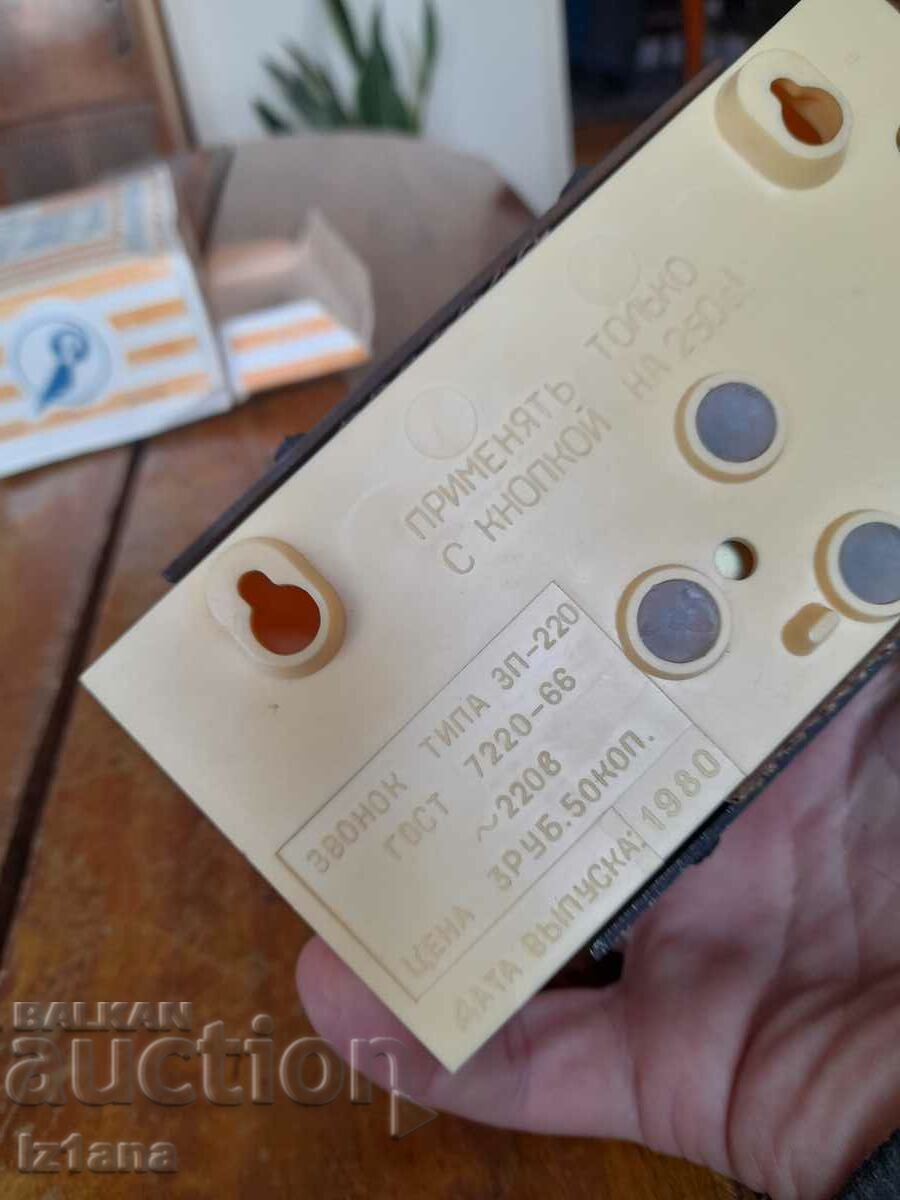 ПРИМЕНЯТЬ ТОЛЬКО
С КНОПКОЙ НА 250В!
ЗВОНОК ТИПА ЗП-220
ГОСТ 7220-66
~220В
ЦЕНА 3РУБ.50КОП.
ДАТА ВЫПУСКА: 1980
BALKAN
auction
Iz1ana